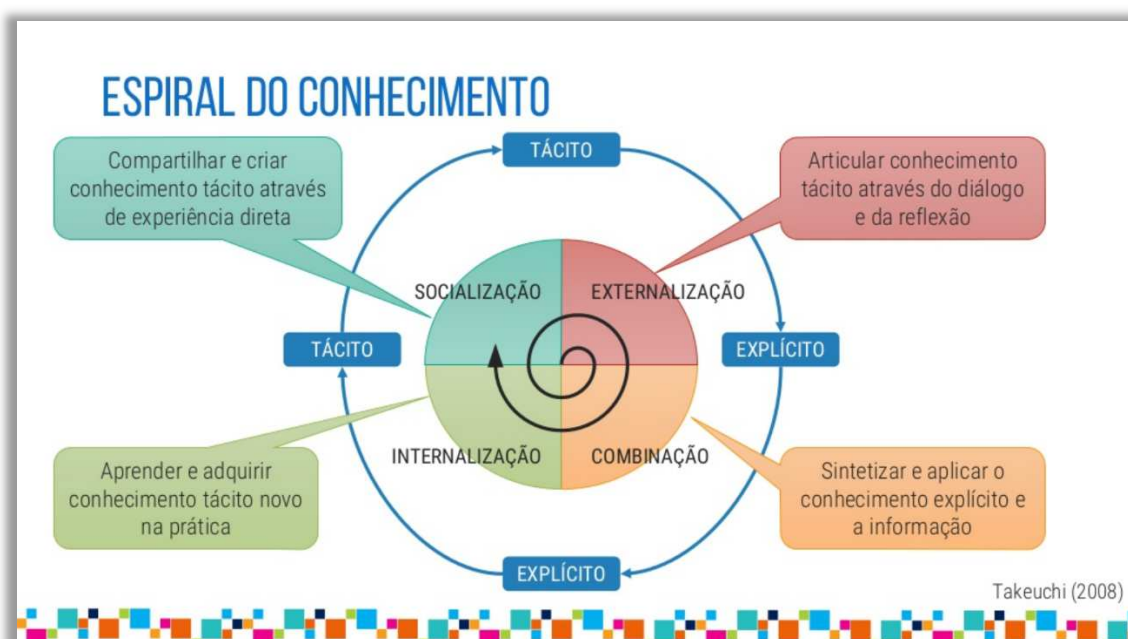 ESPIRAL DO CONHECIMENTO
Compartilhar e criar
conhecimento tácito através
de experiência direta
TÁCITO
Articular conhecimento
tácito através do diálogo
e da reflexão
SOCIALIZAÇÃO
EXTERNALIZAÇÃO
TÁCITO
EXPLÍCITO
INTERNALIZAÇÃO
COMBINAÇÃO
Aprender e adquirir
conhecimento tácito novo
na prática
Sintetizar e aplicar o
conhecimento explícito e
a informação
EXPLÍCITO
Takeuchi (2008)